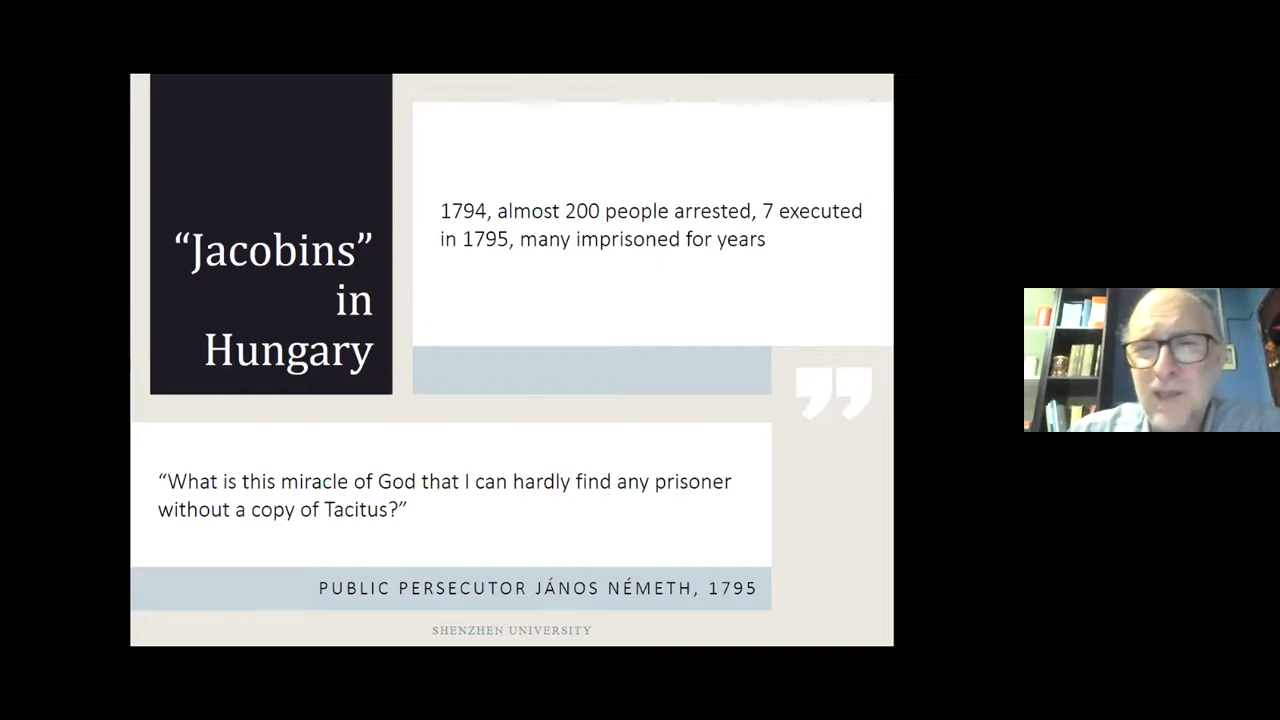 “Jacobins”
in
Hungary
1794, almost 200 people arrested, 7 executed
in 1795, many imprisoned for years
“What is this miracle of God that I can hardly find any prisoner
without a copy of Tacitus?”
PUBLIC PERSECUTOR JÁNOS NÉMETH, 1795
SHENZHEN UNIVERSITY